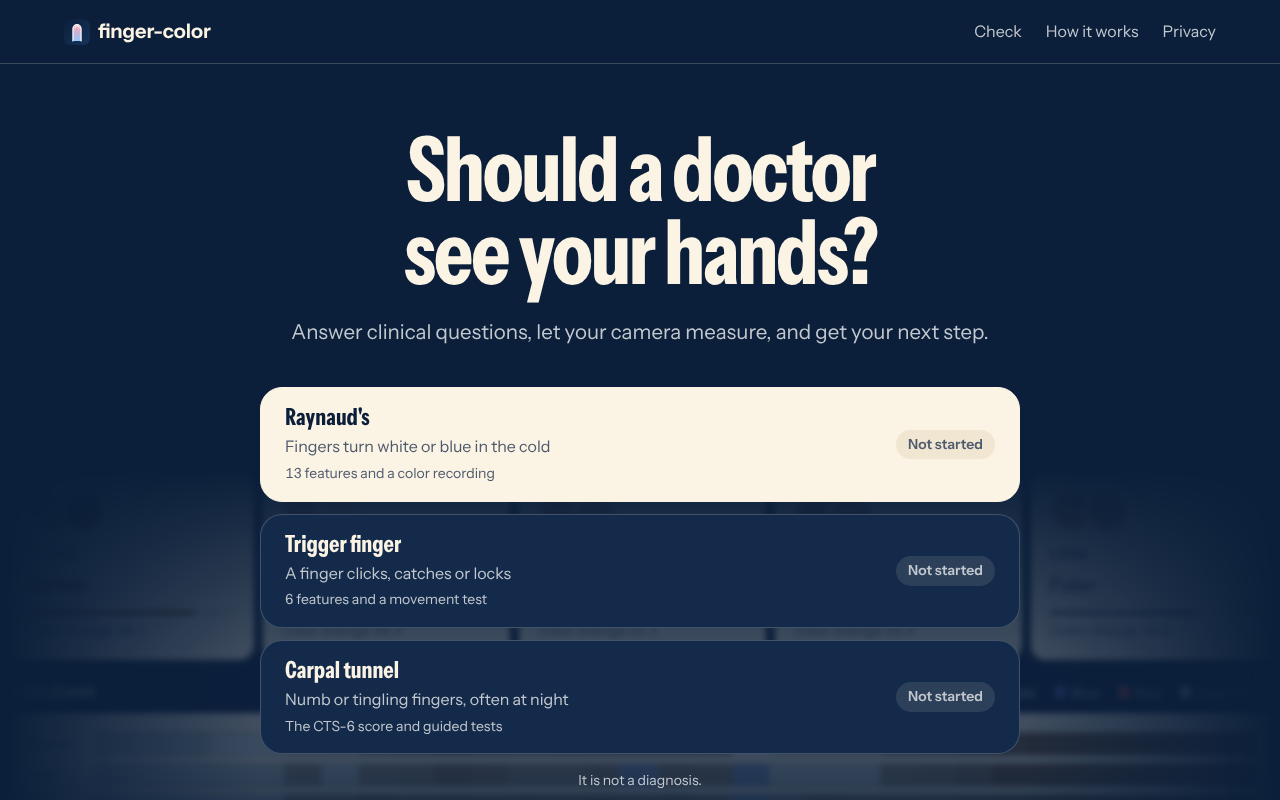 finger-color
Check
How it works
Privacy
Should a doctor
see your hands?
Answer clinical questions, let your camera measure, and get your next step.
Raynaud's
Fingers turn white or blue in the cold
13 features and a color recording
Not started
Trigger finger
A finger clicks, catches or locks
6 features and a movement test
Not started
Carpal tunnel
Numb or tingling fingers, often at night
The CTS-6 score and guided tests
Not started
It is not a diagnosis.